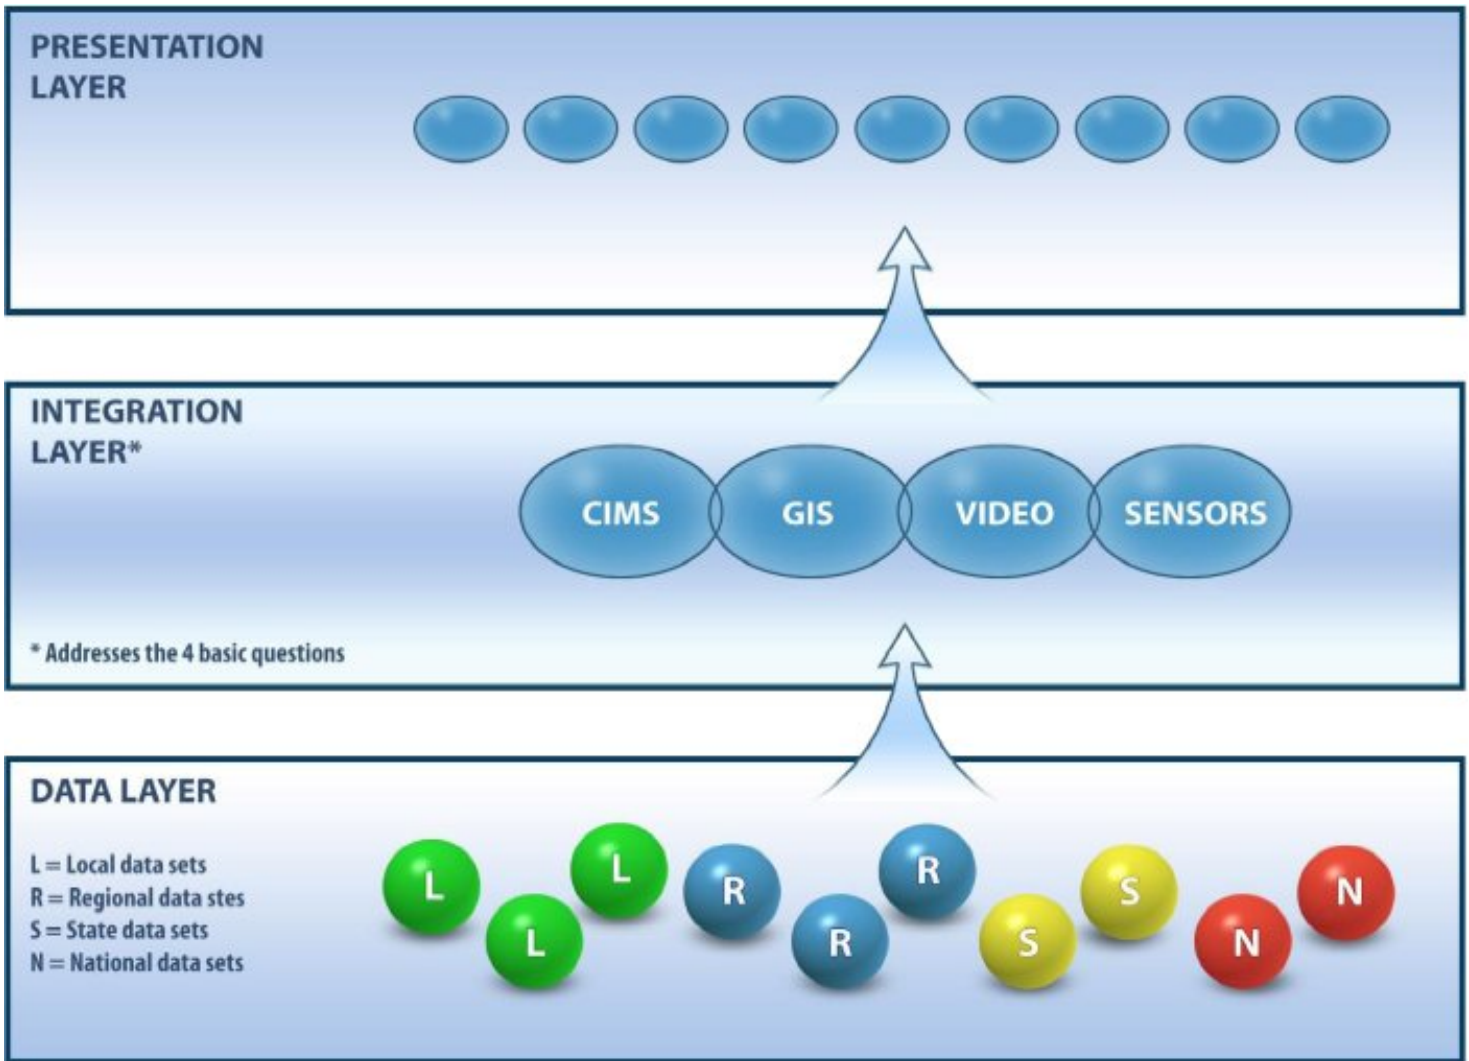 PRESENTATION
LAYER
INTEGRATION
LAYER*
CIMS GIS VIDEO SENSORS
* Addresses the 4 basic questions
DATA LAYER
L = Local data sets
R = Regional data stes
S = State data sets
N = National data sets
L L L R R R S S N N